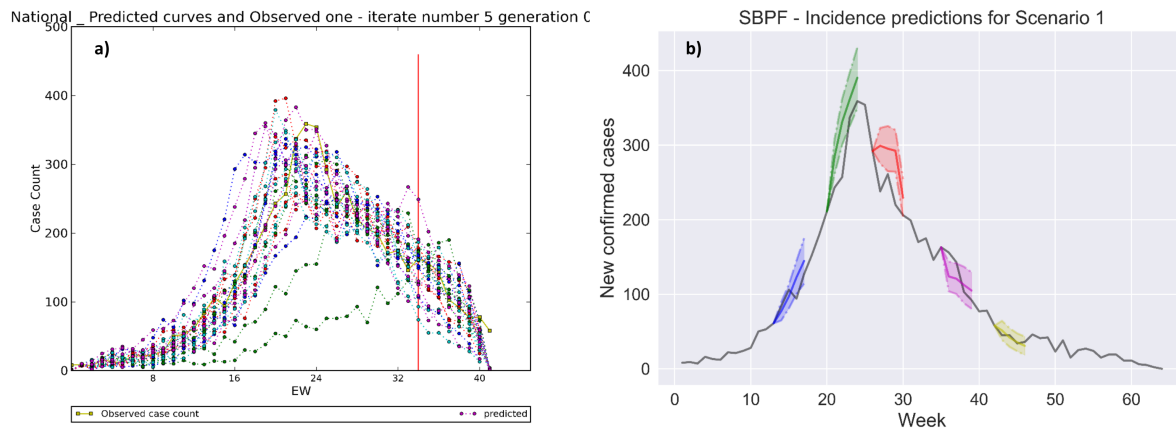 National _ Predicted curves and Observed one - iterate number 5 generation 0
a)
500
400
300
200
100
0
Case Count
8
16
24
32
40
EW
Observed case count
predicted
SBPF - Incidence predictions for Scenario 1
b)
400
300
200
100
0
New confirmed cases
0
10
20
30
40
50
60
Week